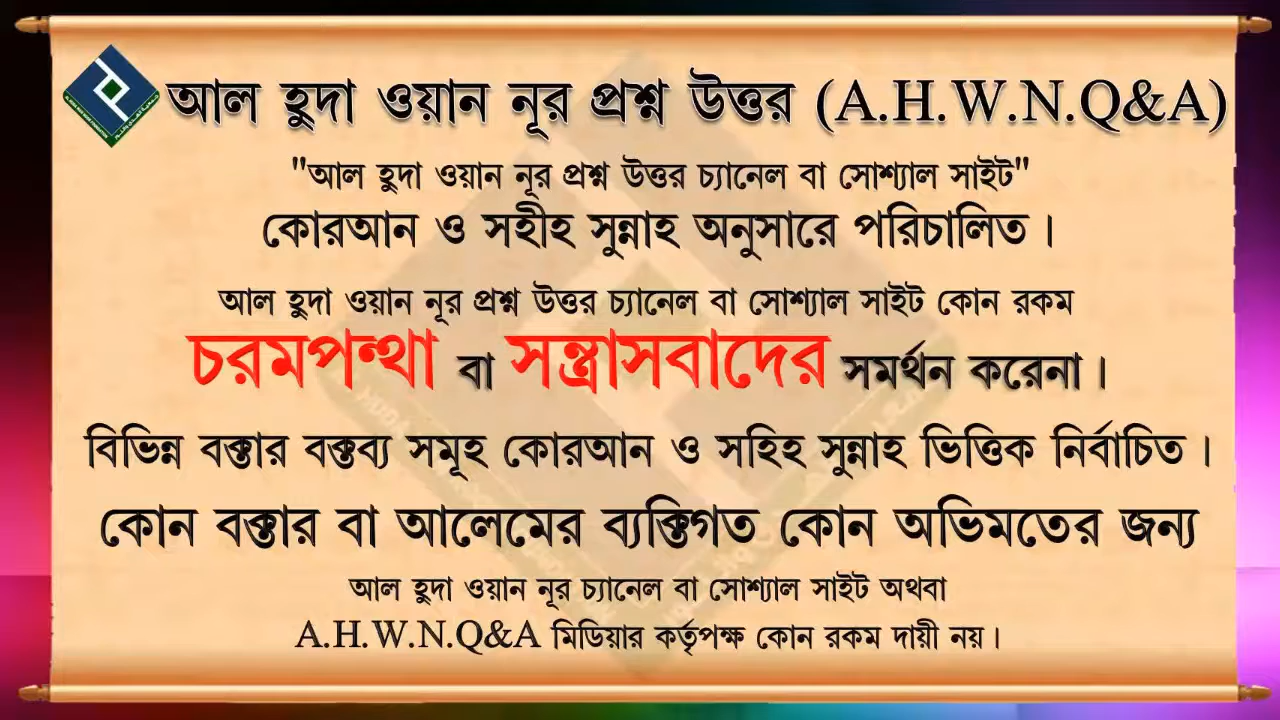 আল হুদা ওয়ান নূর প্রশ্ন উত্তর (A.H.W.N.Q&A)
"আল হুদা ওয়ান নূর প্রশ্ন উত্তর চ্যানেল বা সোশ্যাল সাইট"
কোরআন ও সহীহ সুন্নাহ অনুসারে পরিচালিত।
আল হুদা ওয়ান নূর প্রশ্ন উত্তর চ্যানেল বা সোশ্যাল সাইট কোন রকম
চরমপন্থা বা সন্ত্রাসবাদের সমর্থন করেনা।
বিভিন্ন বক্তার বক্তব্য সমূহ কোরআন ও সহিহ সুন্নাহ ভিত্তিক নির্বাচিত।
কোন বক্তার বা আলেমের ব্যক্তিগত কোন অভিমতের জন্য
আল হুদা ওয়ান নূর চ্যানেল বা সোশ্যাল সাইট অথবা
A.H.W.N.Q&A মিডিয়ার কর্তৃপক্ষ কোন রকম দায়ী নয়।